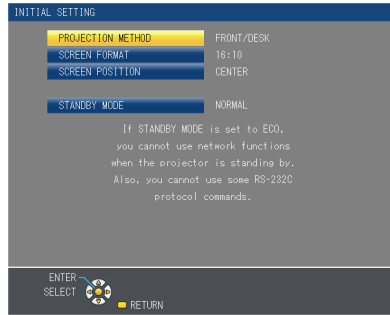 INITIAL SETTING
PROJECTION METHOD FRONT/DESK
SCREEN FORMAT 16:10
SCREEN POSITION CENTER
STANDBY MODE NORMAL
If STANDBY MODE is set to ECO,
you cannot use network functions
when the projector is standing by.
Also, you cannot use some RS-232C
protocol commands.
ENTER
SELECT
RETURN